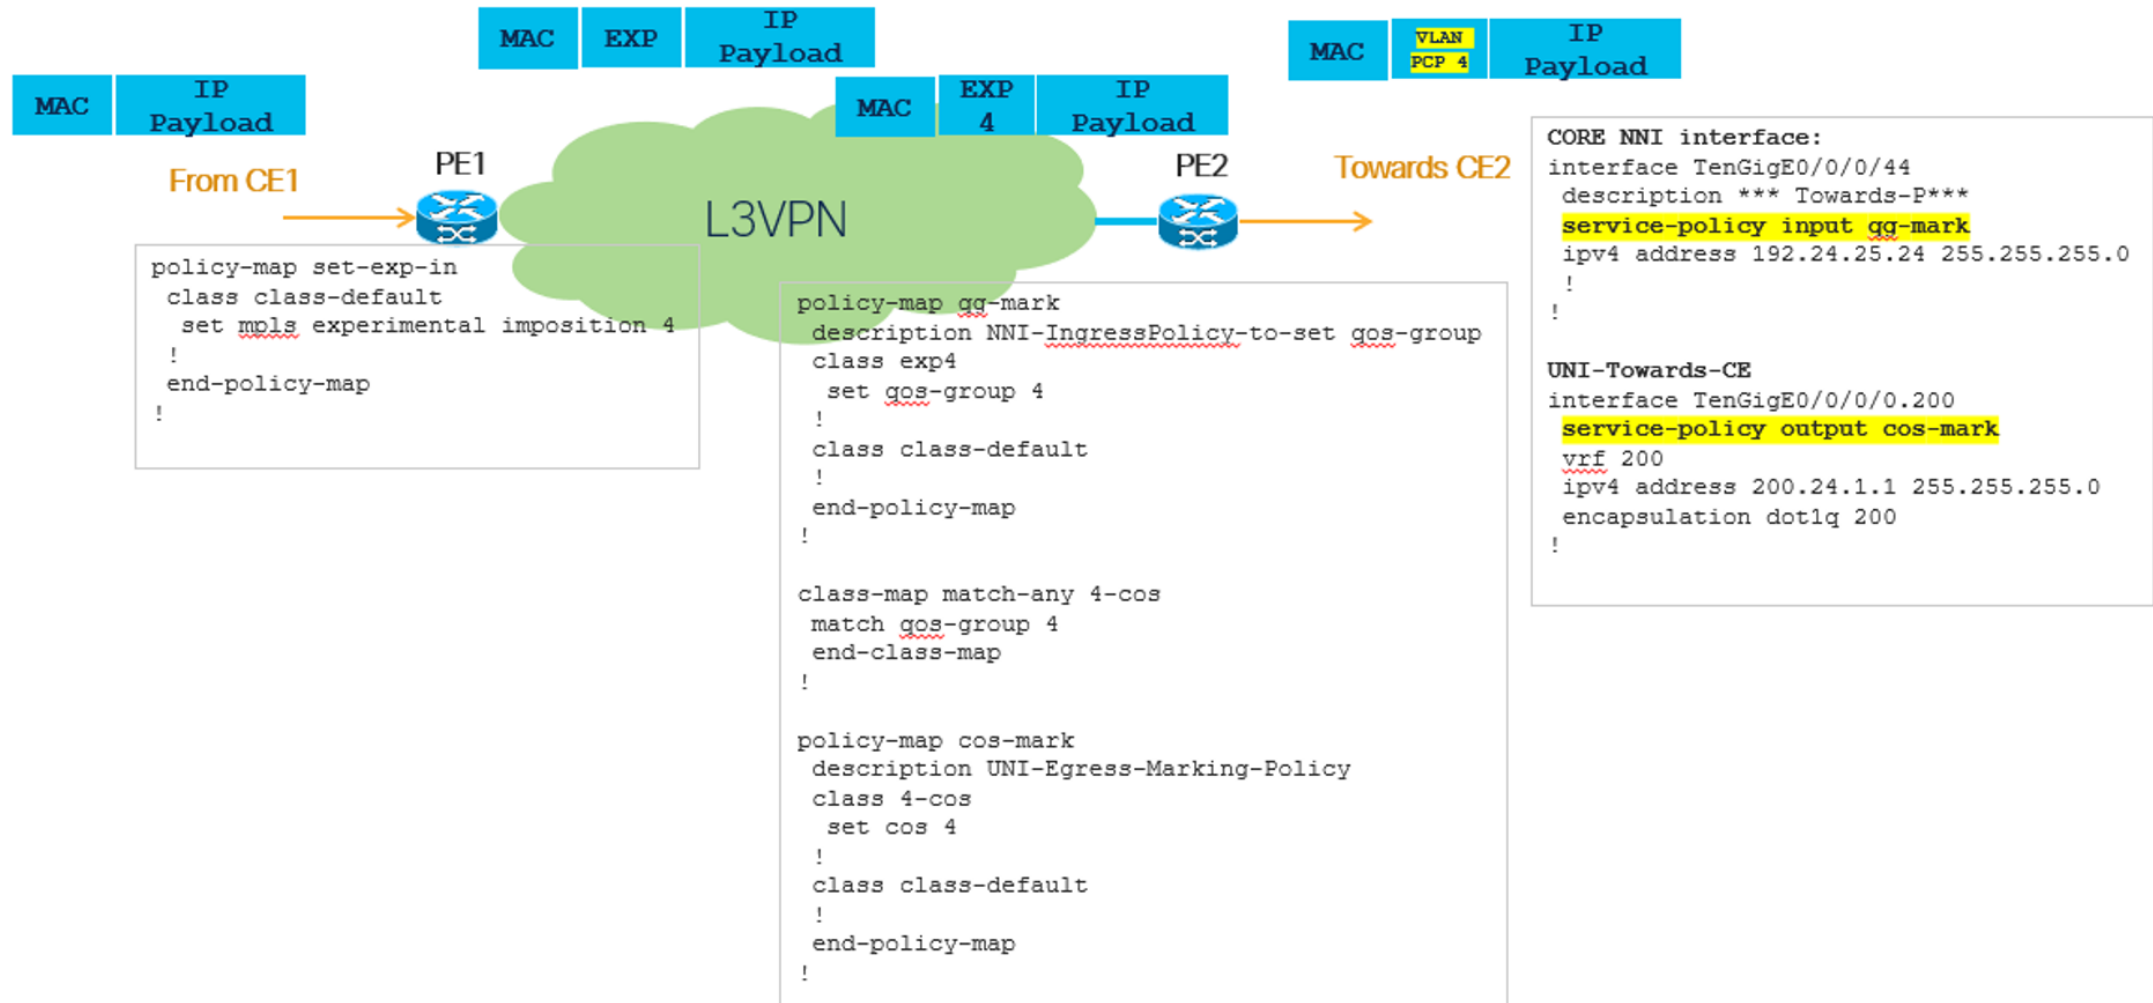 MAC
IP
Payload
MAC
EXP
IP
Payload
MAC
EXP
4
IP
Payload
MAC
VLAN
PCP 4
IP
Payload
From CE1
PE1
L3VPN
PE2
Towards CE2
policy-map set-exp-in
class class-default
set mpls experimental imposition 4
!
end-policy-map
!
policy-map qg-mark
description NNI-IngressPolicy-to-set qos-group
class exp4
set qos-group 4
!
class class-default
!
end-policy-map
!
class-map match-any 4-cos
match qos-group 4
end-class-map
!
policy-map cos-mark
description UNI-Egress-Marking-Policy
class 4-cos
set cos 4
!
class class-default
!
end-policy-map
!
CORE NNI interface:
interface TenGigE0/0/0/44
description *** Towards-P***
service-policy input qg-mark
ipv4 address 192.24.25.24 255.255.255.0
!
!
UNI-Towards-CE
interface TenGigE0/0/0/0.200
service-policy output cos-mark
vrf 200
ipv4 address 200.24.1.1 255.255.255.0
encapsulation dot1q 200
!